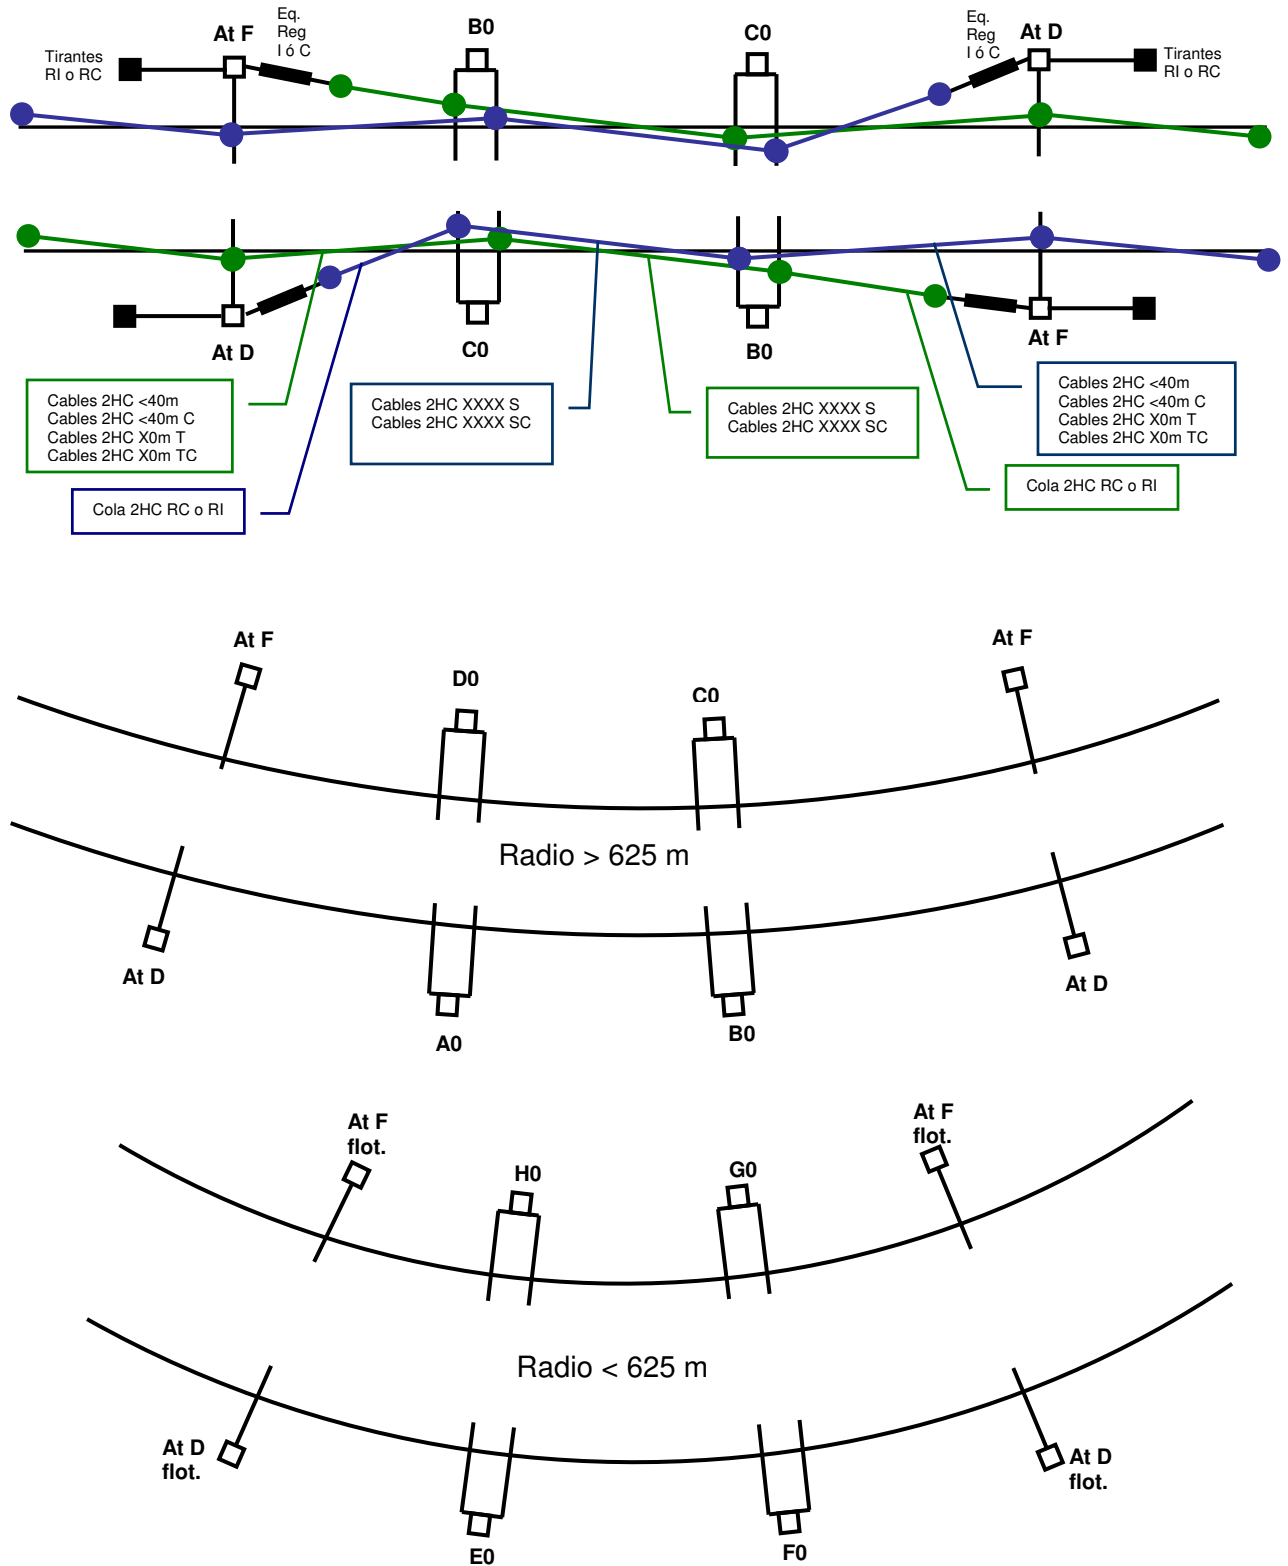 At F
Eq.
Reg
I ó C
B0
C0
Eq.
Reg
I ó C
At D
Tirantes
RI o RC
Tirantes
RI o RC
At D
C0
B0
At F
Cables 2HC <40m
Cables 2HC <40m C
Cables 2HC X0m T
Cables 2HC X0m TC
Cables 2HC XXXX S
Cables 2HC XXXX SC
Cables 2HC XXXX S
Cables 2HC XXXX SC
Cables 2HC <40m
Cables 2HC <40m C
Cables 2HC X0m T
Cables 2HC X0m TC
Cola 2HC RC o RI
Cola 2HC RC o RI
At F
D0
C0
At F
Radio > 625 m
At D
A0
B0
At D
At F
flot.
H0
G0
At F
flot.
Radio < 625 m
At D
flot.
E0
F0
At D
flot.